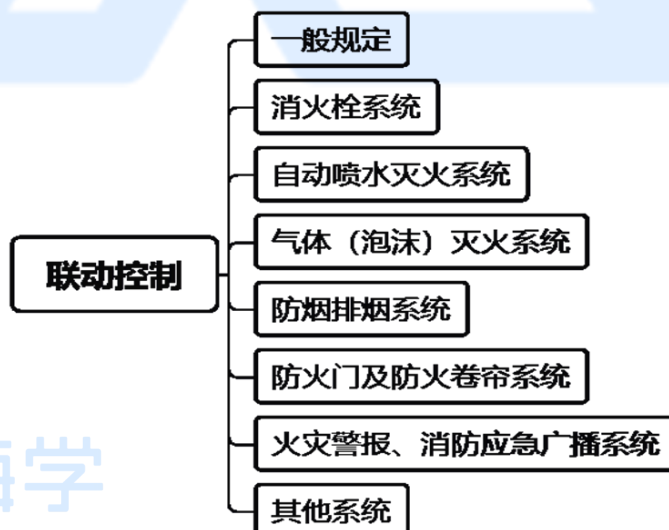 一般规定
消火栓系统
自动喷水灭火系统
气体（泡沫）灭火系统
联动控制
防烟排烟系统
防火门及防火卷帘系统
火灾警报、消防应急广播系统
其他系统
学